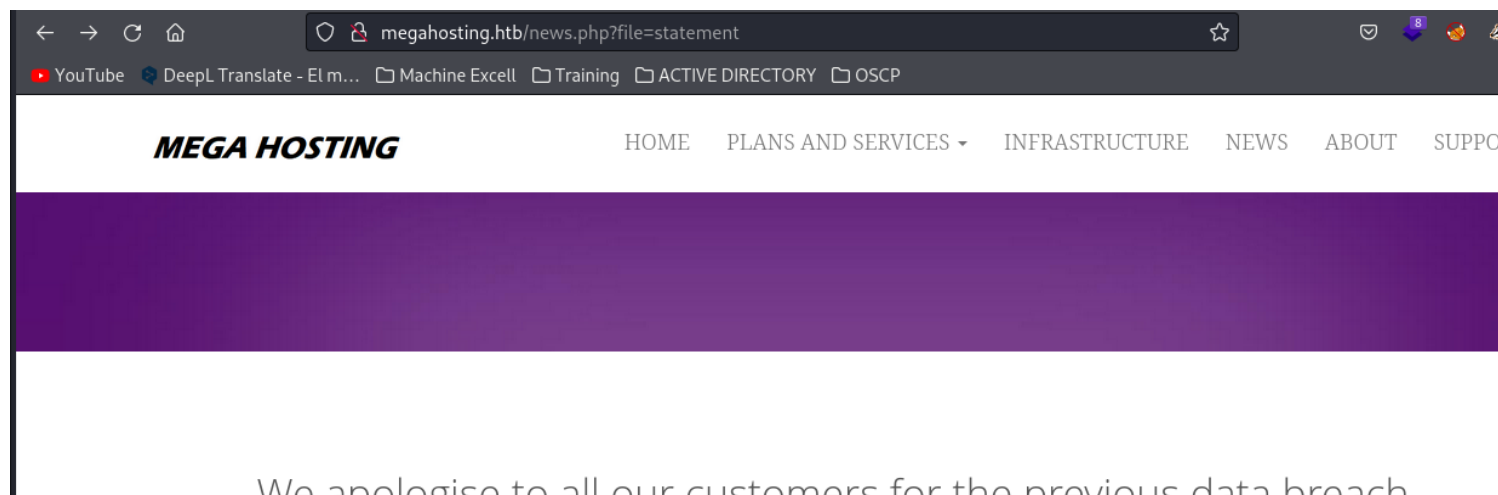 megahosting.htb/news.php?file=statement
8
YouTube DeepL Translate - El m... Machine Excell Training ACTIVE DIRECTORY OSCP
MEGA HOSTING HOME PLANS AND SERVICES INFRASTRUCTURE NEWS ABOUT SUPPO
We apologise to all our customers for the previous data breach